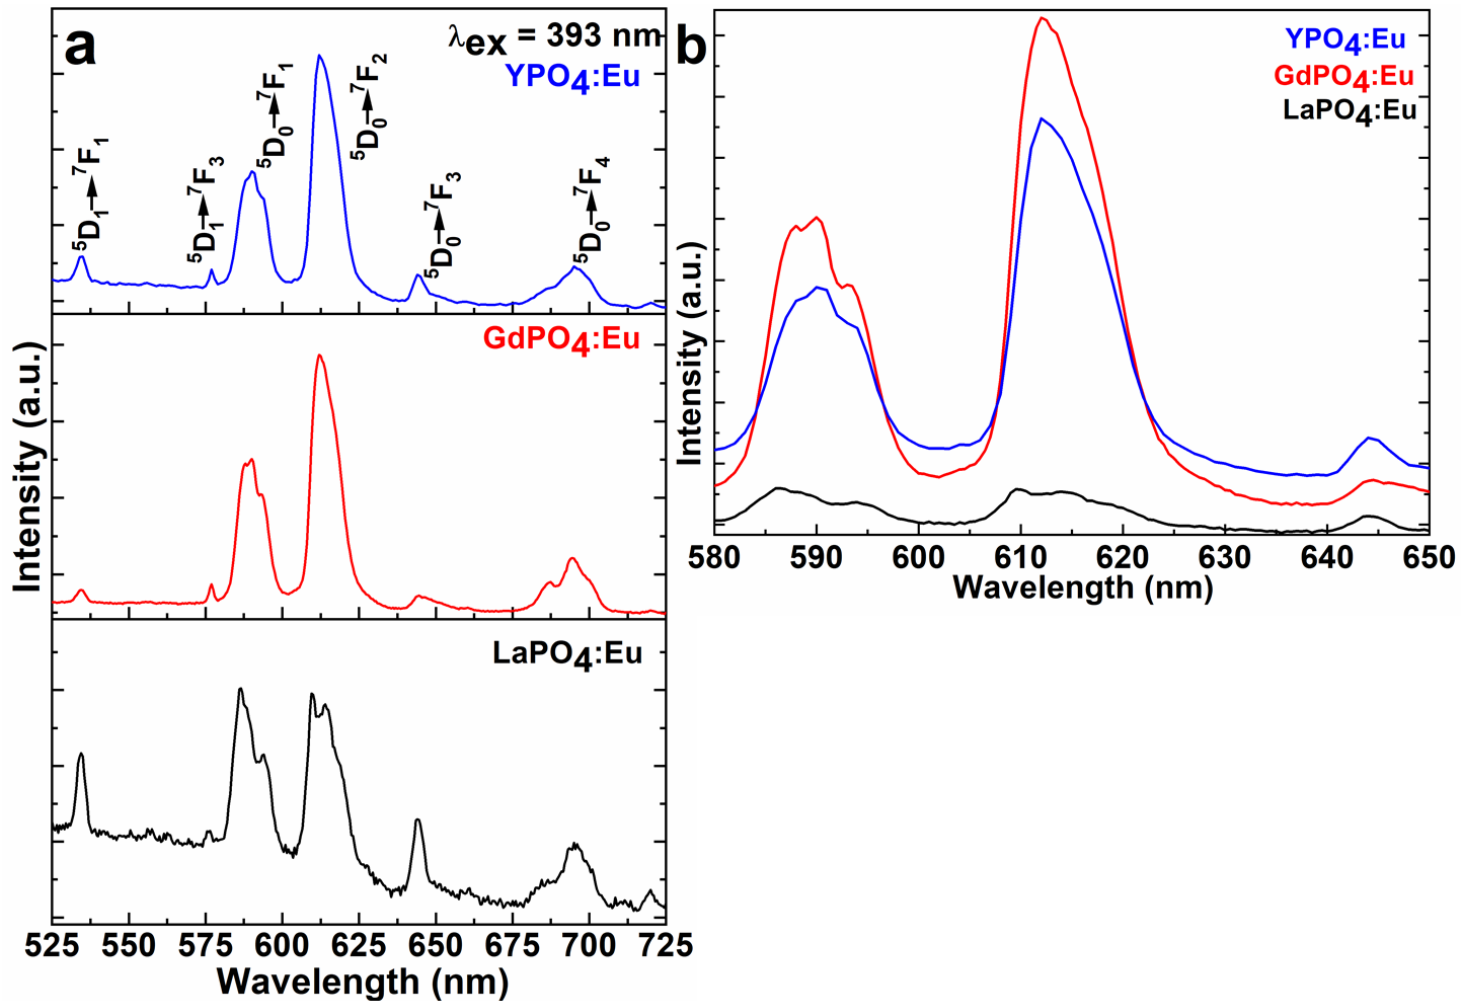 a
λex = 393 nm
YPO4:Eu
5D1→7F1
5D1→7F3
5D0→7F1
5D0→7F2
5D0→7F3
5D0→7F4
GdPO4:Eu
LaPO4:Eu
Intensity (a.u.)
525 550 575 600 625 650 675 700 725
Wavelength (nm)
b
YPO4:Eu
GdPO4:Eu
LaPO4:Eu
Intensity (a.u.)
580 590 600 610 620 630 640 650
Wavelength (nm)